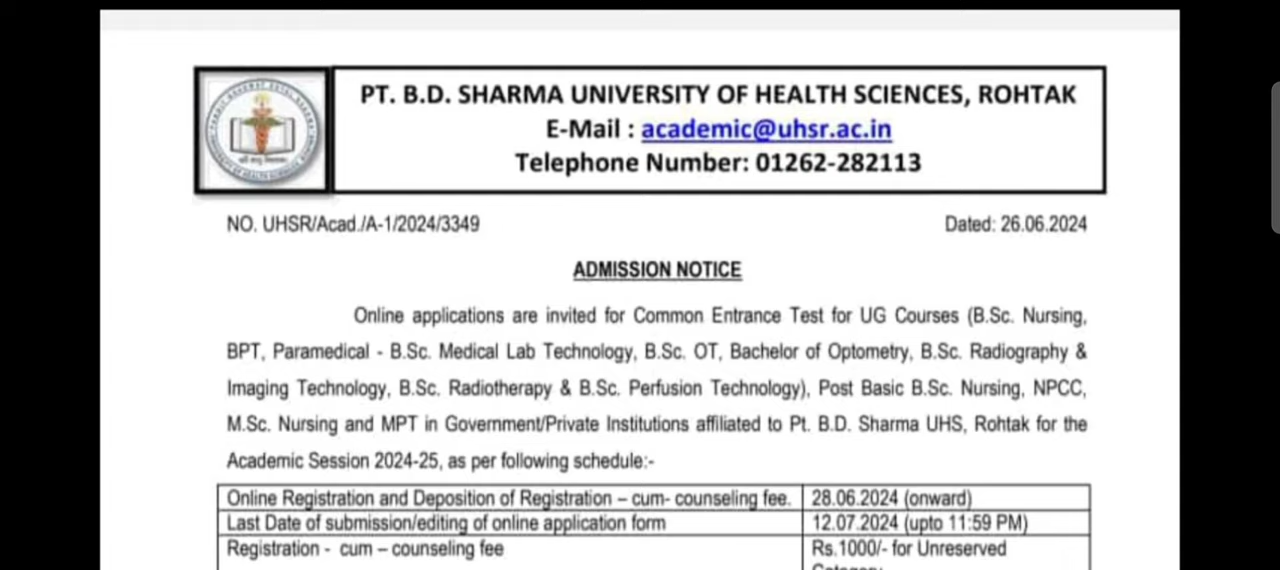 PT. B.D. SHARMA UNIVERSITY OF HEALTH SCIENCES, ROHTAK
E-Mail : academic@uhsr.ac.in
Telephone Number: 01262-282113
NO. UHSR/Acad./A-1/2024/3349 Dated: 26.06.2024
ADMISSION NOTICE
Online applications are invited for Common Entrance Test for UG Courses (B.Sc. Nursing,
BPT, Paramedical - B.Sc. Medical Lab Technology, B.Sc. OT, Bachelor of Optometry, B.Sc. Radiography &
Imaging Technology, B.Sc. Radiotherapy & B.Sc. Perfusion Technology), Post Basic B.Sc. Nursing, NPCC,
M.Sc. Nursing and MPT in Government/Private Institutions affiliated to Pt. B.D. Sharma UHS, Rohtak for the
Academic Session 2024-25, as per following schedule:-
Online Registration and Deposition of Registration – cum- counseling fee. 28.06.2024 (onward)
Last Date of submission/editing of online application form 12.07.2024 (upto 11:59 PM)
Registration - cum – counseling fee Rs.1000/- for Unreserved